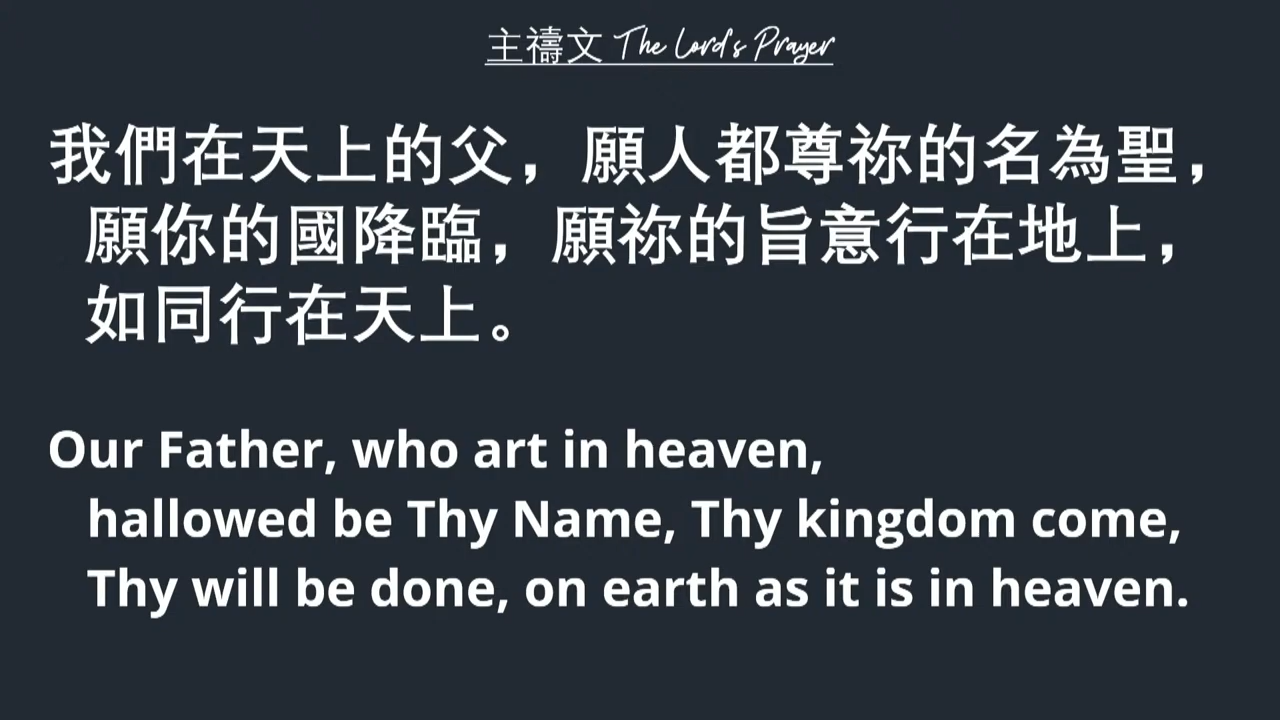 主禱文 The Lord's Prayer
我們在天上的父，願人都尊祢的名為聖，
願你的國降臨，願祢的旨意行在地上，
如同行在天上。
Our Father, who art in heaven,
hallowed be Thy Name, Thy kingdom come,
Thy will be done, on earth as it is in heaven.